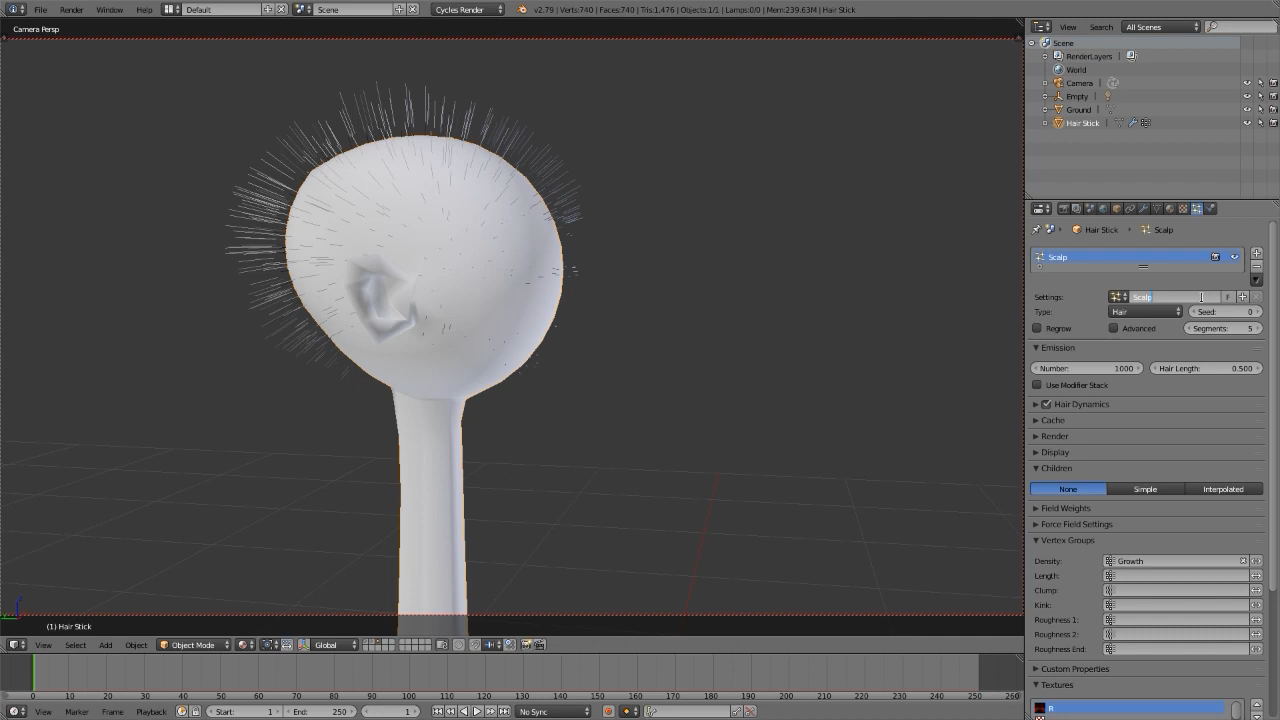 File Render Window Help Default Scene Cycles Render v2.79 | Verts:740 | Faces:740 | Tris:1,476 | Objects:1/1 | Lamps:0/0 | Mem:239.63M | Hair Stick
Camera Persp
View Search All Scenes
Scene
RenderLayers
World
Camera
Empty
Ground
Hair Stick
Hair Stick Scalp
Scalp
Settings: Scalp F
Type: Hair Seed: 0
Regrow Advanced Segments: 5
Emission
Number: 1000 Hair Length: 0.500
Use Modifier Stack
Hair Dynamics
Cache
Render
Display
Children
None Simple Interpolated
Field Weights
Force Field Settings
Vertex Groups
Density: Growth
Length:
Clump:
Kink:
Roughness 1:
Roughness 2:
Roughness End:
Custom Properties
Textures
R
(1) Hair Stick
View Select Add Object Object Mode Global
0 10 20 30 40 50 60 70 80 90 100 110 120 130 140 150 160 170 180 190 200 210 220 230 240 250 260
View Marker Frame Playback Start: 1 End: 250 1 No Sync